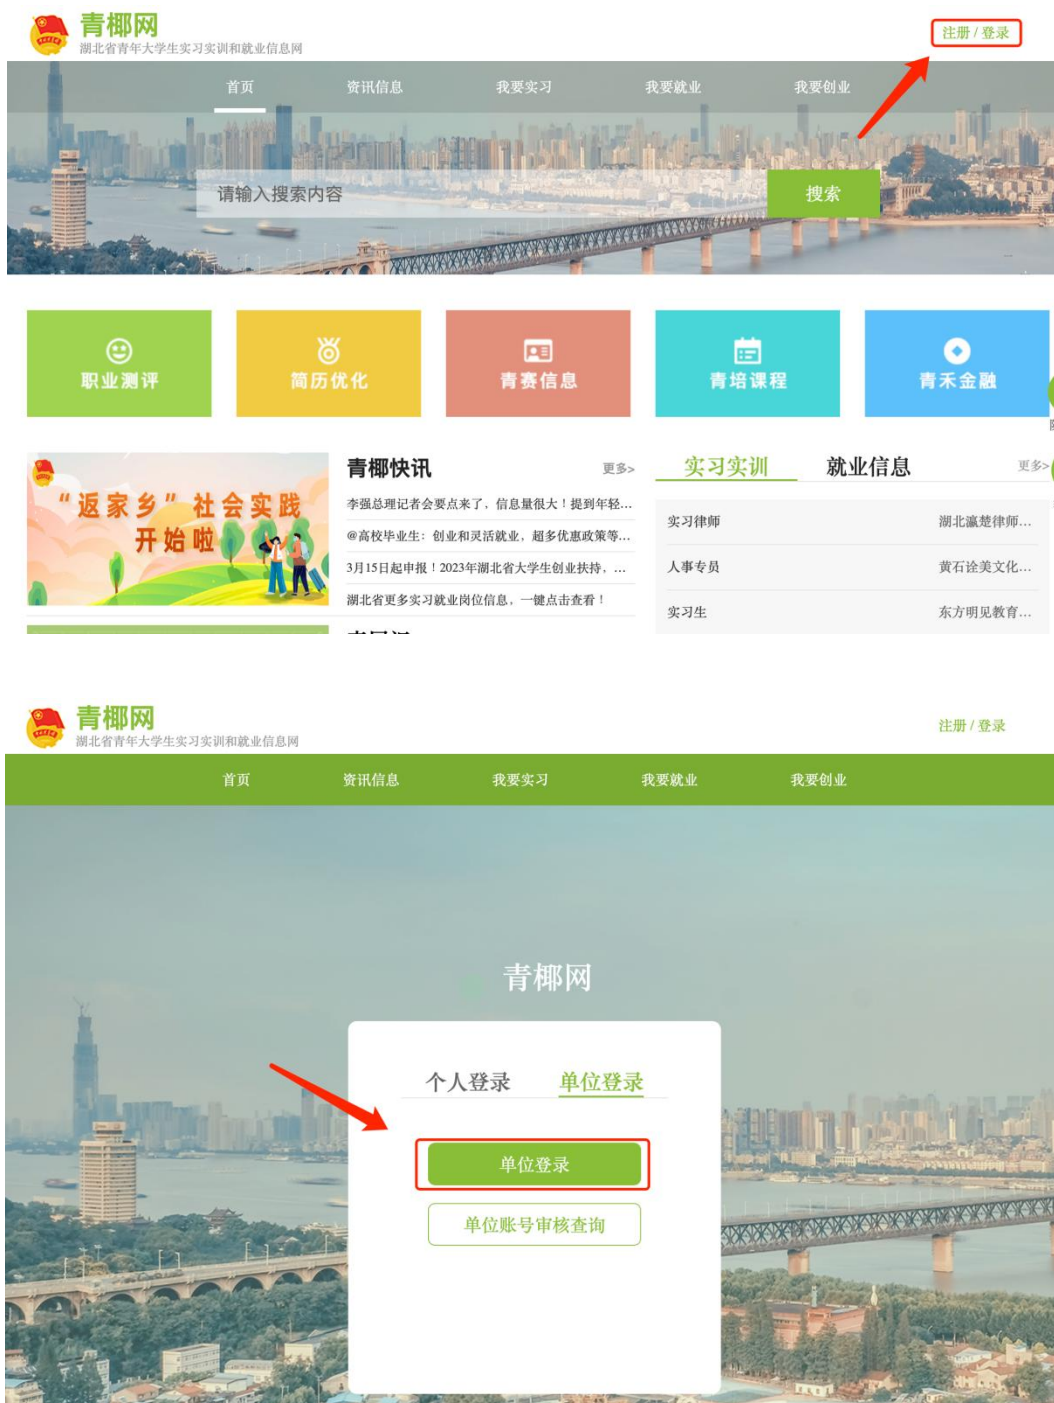 青椰网
湖北省青年大学生实习实训和就业信息网
注册 / 登录
首页 资讯信息 我要实习 我要就业 我要创业
请输入搜索内容 搜索
职业测评 简历优化 青赛信息 青培课程 青禾金融
“返家乡”社会实践
开始啦
青椰快讯 更多>
李强总理记者会要点来了，信息量很大！提到年轻...
@高校毕业生：创业和灵活就业，超多优惠政策等...
3月15日起申报！2023年湖北省大学生创业扶持，...
湖北省更多实习就业岗位信息，一键点击查看！
实习实训 就业信息 更多>
实习律师 湖北瀛楚律师...
人事专员 黄石诠美文化...
实习生 东方明见教育...
青椰网
湖北省青年大学生实习实训和就业信息网
注册 / 登录
首页 资讯信息 我要实习 我要就业 我要创业
青椰网
个人登录 单位登录
单位登录
单位账号审核查询